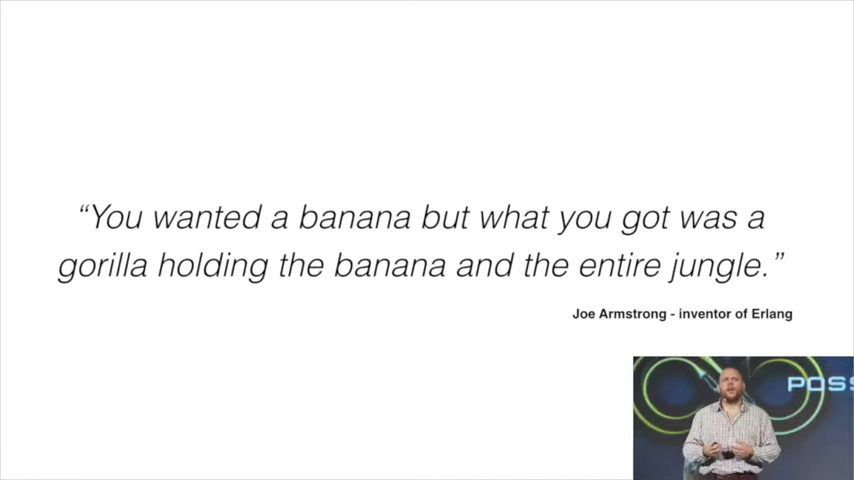 “You wanted a banana but what you got was a
gorilla holding the banana and the entire jungle.”
Joe Armstrong - inventor of Erlang
POSS